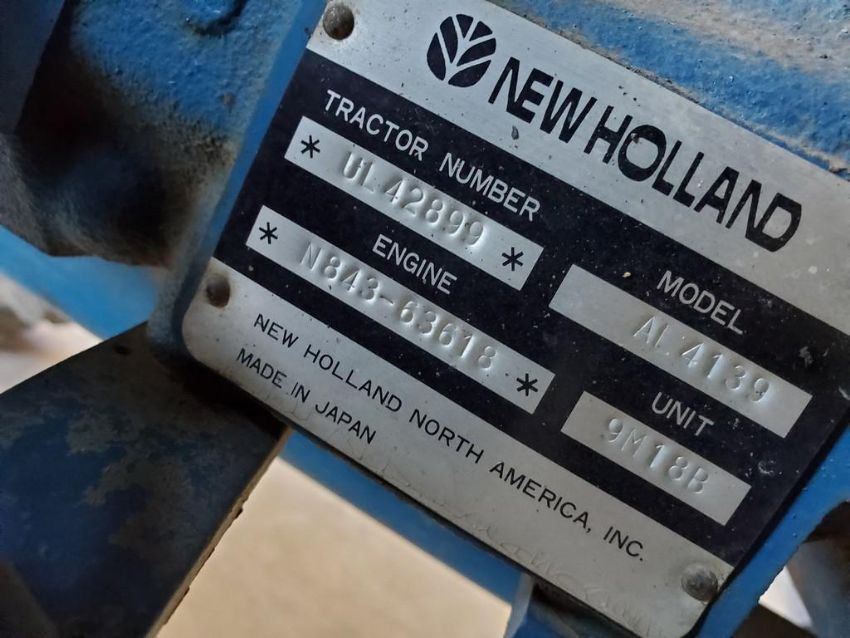 NEW HOLLAND
TRACTOR NUMBER
* UL42899 *
MODEL
AL4139
ENGINE
* N843-63618 *
UNIT
9M18B
NEW HOLLAND NORTH AMERICA, INC.
MADE IN JAPAN